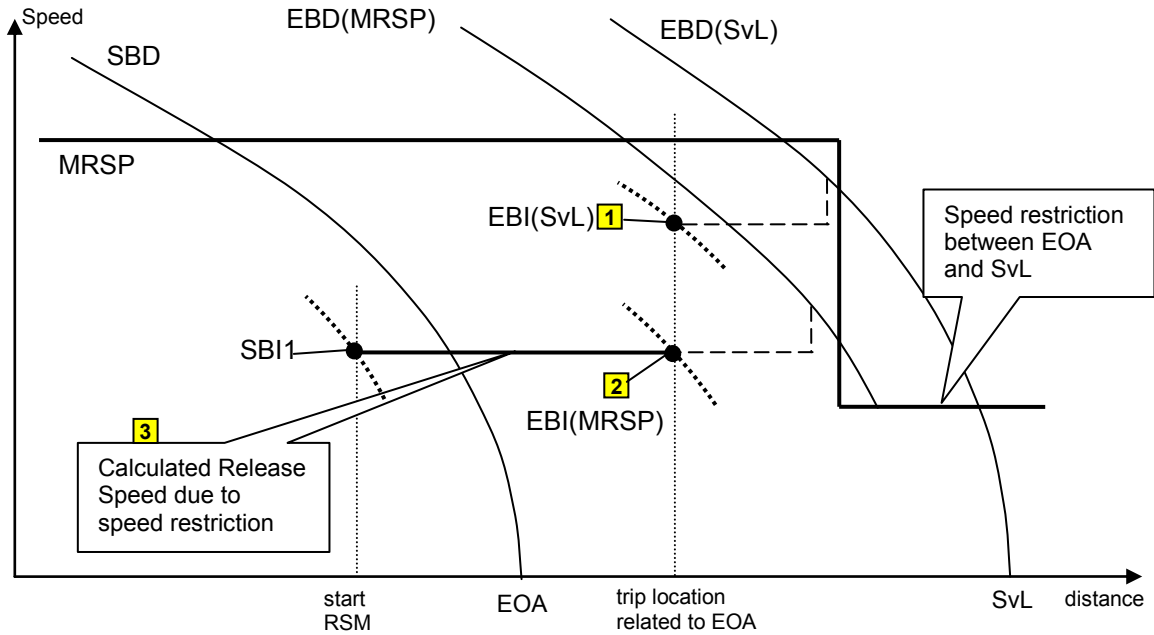 Speed
EBD(MRSP)
EBD(SvL)
SBD
MRSP
EBI(SvL) 1
Speed restriction
between EOA
and SvL
SBI1
2
EBI(MRSP)
3
Calculated Release
Speed due to
speed restriction
start
RSM
EOA
trip location
related to EOA
SvL
distance